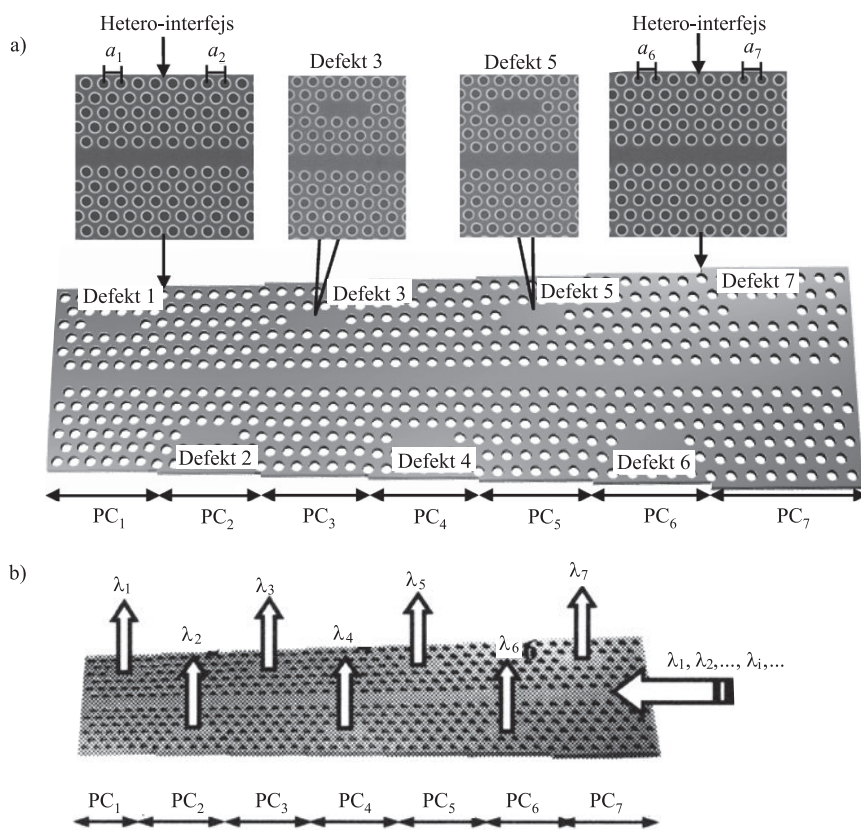 a)
Hetero-interfejs
a₁
a₂
Defekt 3
Defekt 5
Hetero-interfejs
a₆
a₇
Defekt 1
Defekt 3
Defekt 5
Defekt 7
Defekt 2
Defekt 4
Defekt 6
PC₁ PC₂ PC₃ PC₄ PC₅ PC₆ PC₇
b)
λ₁
λ₂
λ₃
λ₄
λ₅
λ₆
λ₇
λ₁, λ₂,..., λᵢ,...
PC₁ PC₂ PC₃ PC₄ PC₅ PC₆ PC₇